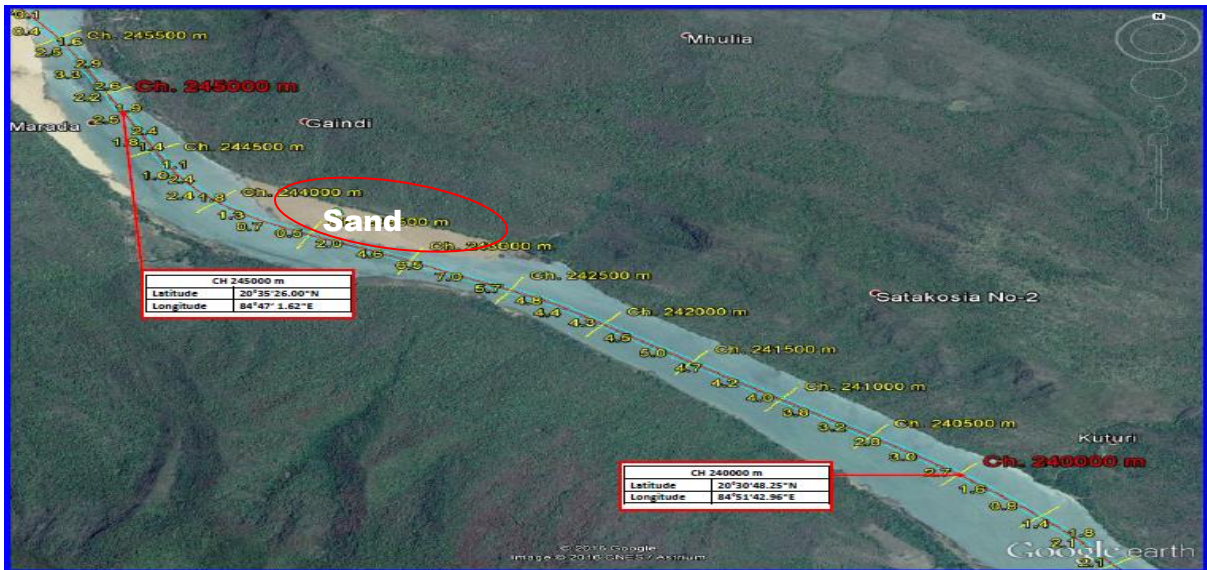 0.1
0.4
1.6
Ch. 245500 m
2.5
2.9
3.3
2.6
Ch. 245000 m
2.2
1.9
Marada
2.5
2.4
1.8
1.4
Ch. 244500 m
1.1
1.0
2.4
2.4
1.8
Ch. 244000 m
1.3
0.7
0.5
2.0
4.6
6.5
7.0
5.7
Ch. 242500 m
4.8
4.4
4.3
Ch. 242000 m
4.5
5.0
4.7
Ch. 241500 m
4.2
4.0
Ch. 241000 m
3.8
3.2
2.8
Ch. 240500 m
3.0
2.7
Ch. 240000 m
1.6
0.8
1.4
1.8
2.1
2.1
N
Mhulia
Gaindi
Sand
Satakosia No-2
Kuturi
CH 245000 m
Latitude 20°35'26.00"N
Longitude 84°47' 1.62"E
CH 240000 m
Latitude 20°30'48.25"N
Longitude 84°51'42.96"E
© 2016 Google
Image © 2016 CNES / Astrium
Google earth